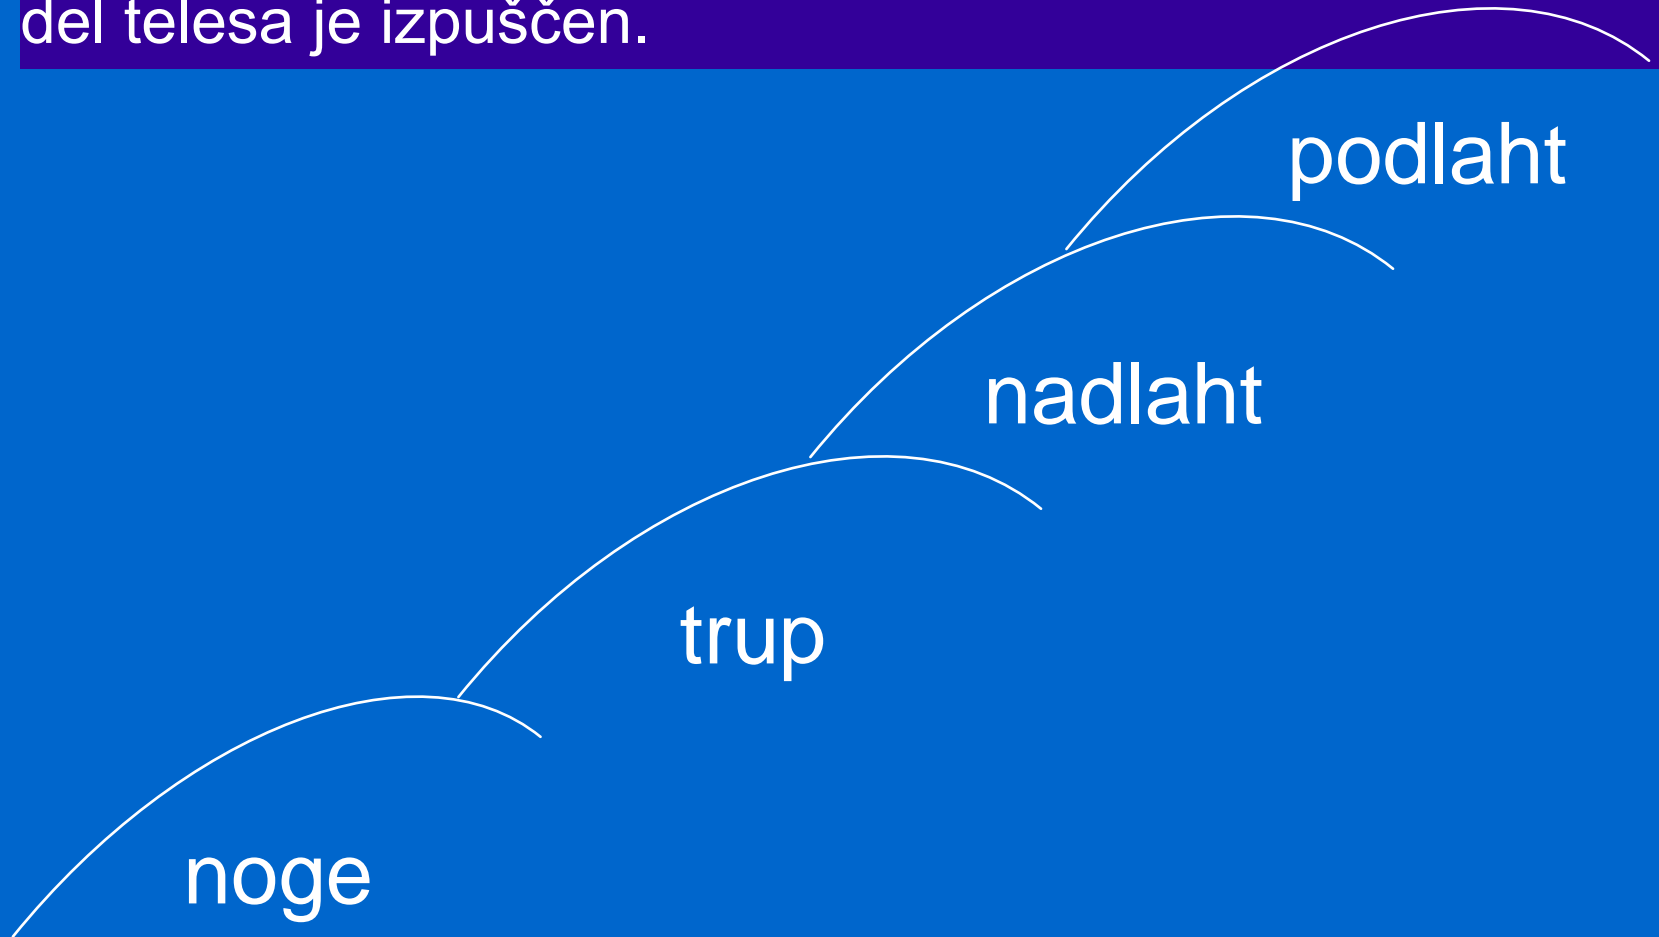 del telesa je izpuščen.
podlaht
nadlaht
trup
noge